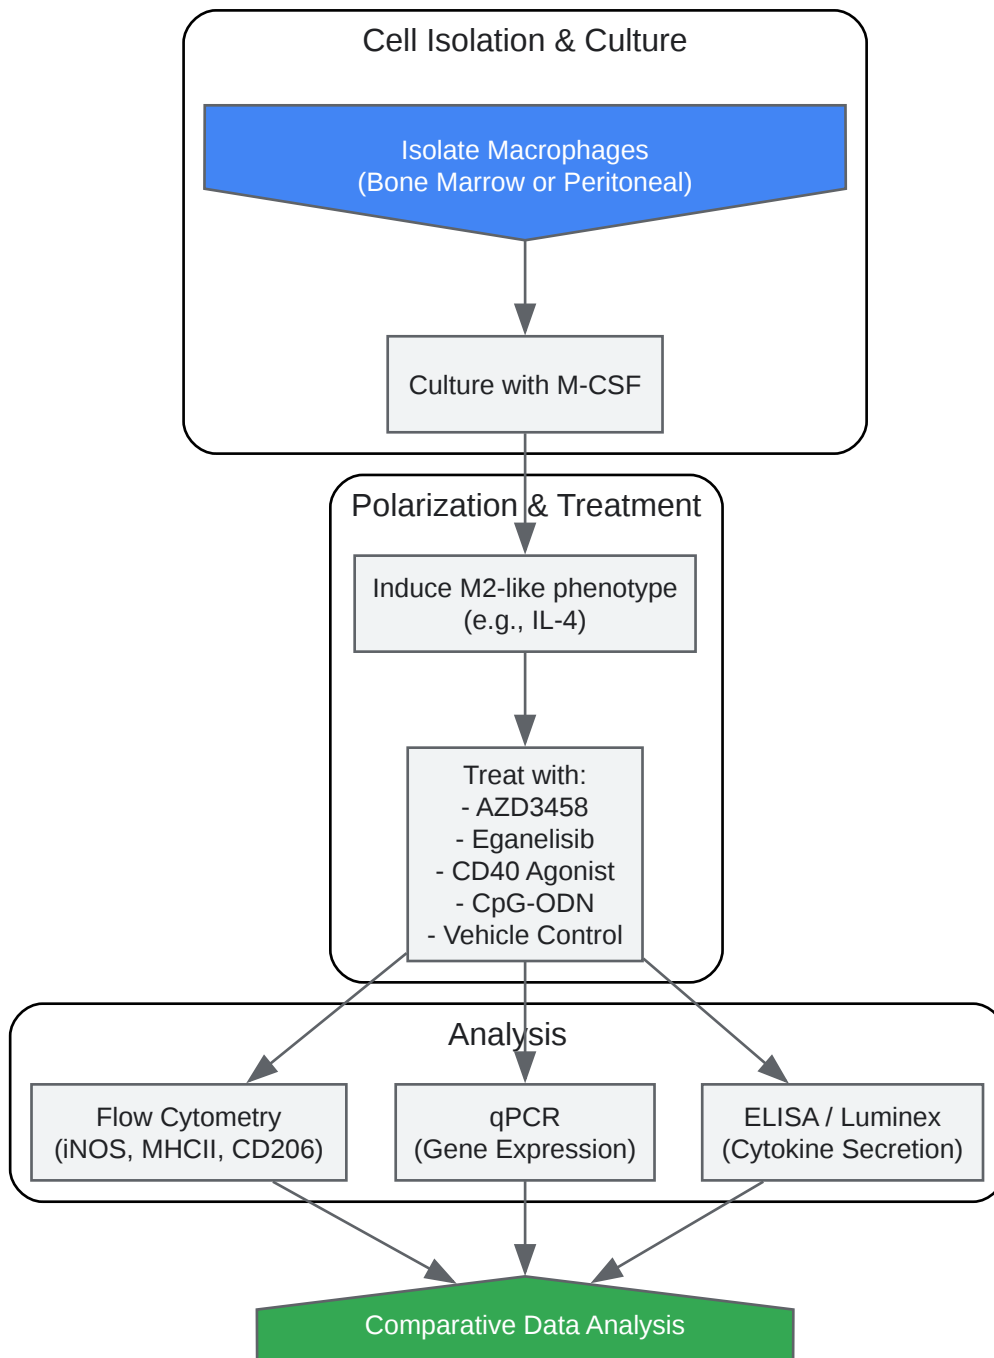 Cell Isolation & Culture
Isolate Macrophages
(Bone Marrow or Peritoneal)
Culture with M-CSF
Polarization & Treatment
Induce M2-like phenotype
(e.g., IL-4)
Treat with:
- AZD3458
- Eganelisib
- CD40 Agonist
- CpG-ODN
- Vehicle Control
Analysis
Flow Cytometry
(iNOS, MHCII, CD206)
qPCR
(Gene Expression)
ELISA / Luminex
(Cytokine Secretion)
Comparative Data Analysis